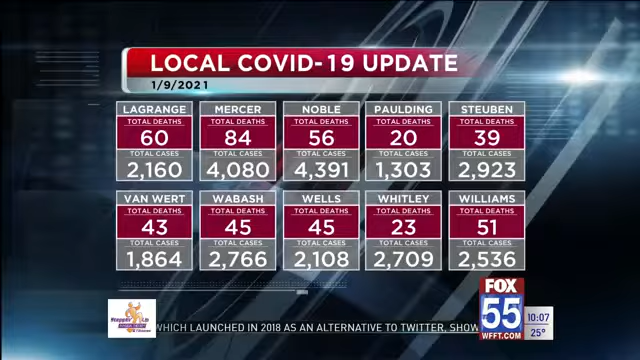 LOCAL COVID-19 UPDATE
1/9/2021
LAGRANGE MERCER NOBLE PAULDING STEUBEN
TOTAL DEATHS TOTAL DEATHS TOTAL DEATHS TOTAL DEATHS TOTAL DEATHS
60 84 56 20 39
TOTAL CASES TOTAL CASES TOTAL CASES TOTAL CASES TOTAL CASES
2,160 4,080 4,391 1,303 2,923
VAN WERT WABASH WELLS WHITLEY WILLIAMS
TOTAL DEATHS TOTAL DEATHS TOTAL DEATHS TOTAL DEATHS TOTAL DEATHS
43 45 45 23 51
TOTAL CASES TOTAL CASES TOTAL CASES TOTAL CASES TOTAL CASES
1,864 2,766 2,108 2,709 2,536
FOX
55
WFFT.COM
10:07
25°
WHICH LAUNCHED IN 2018 AS AN ALTERNATIVE TO TWITTER, SHOW